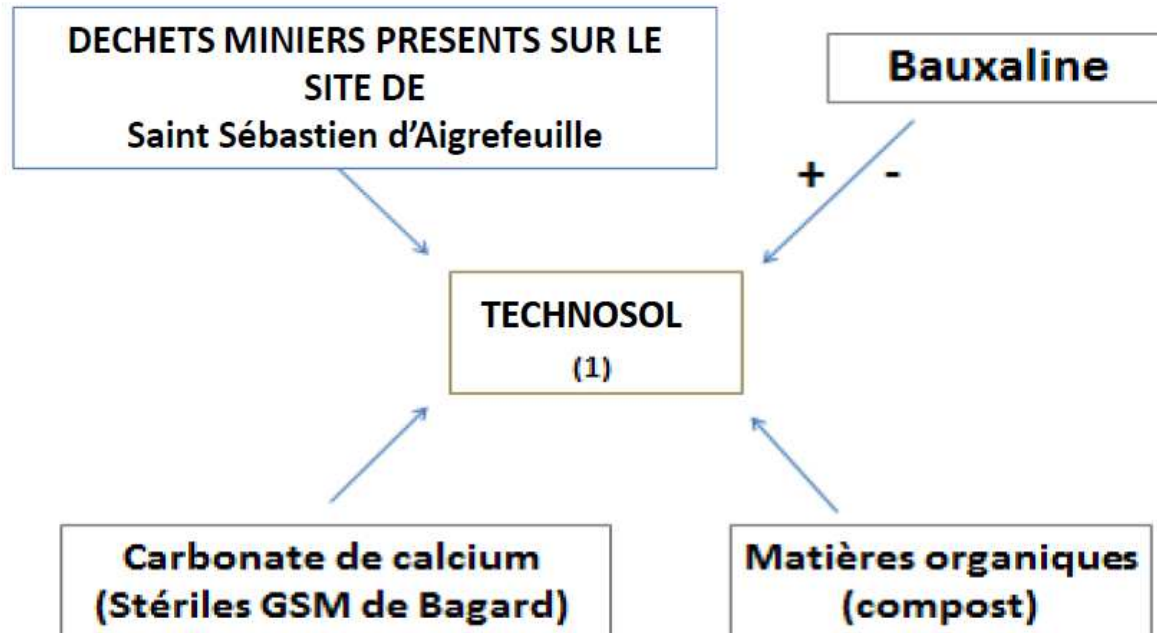 DECHETS MINIERS PRESENTS SUR LE
SITE DE
Saint Sébastien d'Aigrefeuille
Bauxaline
+ -
TECHNOSOL
(1)
Carbonate de calcium
(Stériles GSM de Bagard)
Matières organiques
(compost)